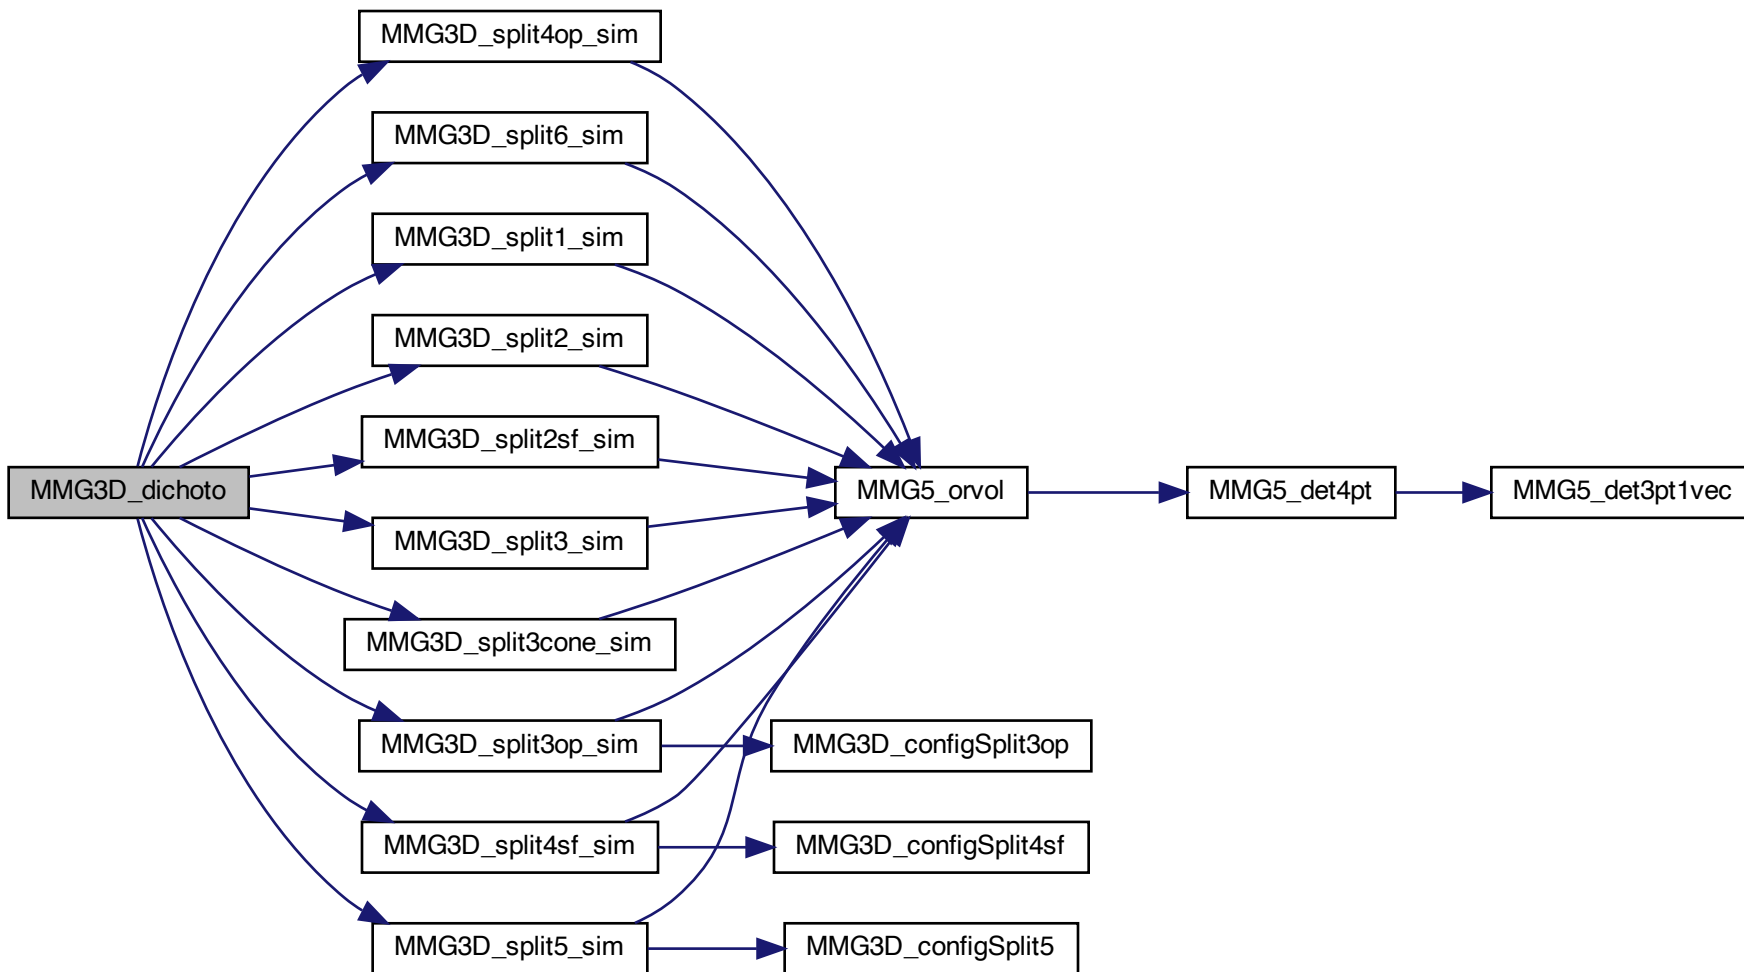 MMG3D_split4op_sim
MMG3D_split6_sim
MMG3D_split1_sim
MMG3D_split2_sim
MMG3D_split2sf_sim
MMG3D_dichoto
MMG5_orvol
MMG5_det4pt
MMG5_det3pt1vec
MMG3D_split3_sim
MMG3D_split3cone_sim
MMG3D_split3op_sim
MMG3D_configSplit3op
MMG3D_split4sf_sim
MMG3D_configSplit4sf
MMG3D_split5_sim
MMG3D_configSplit5